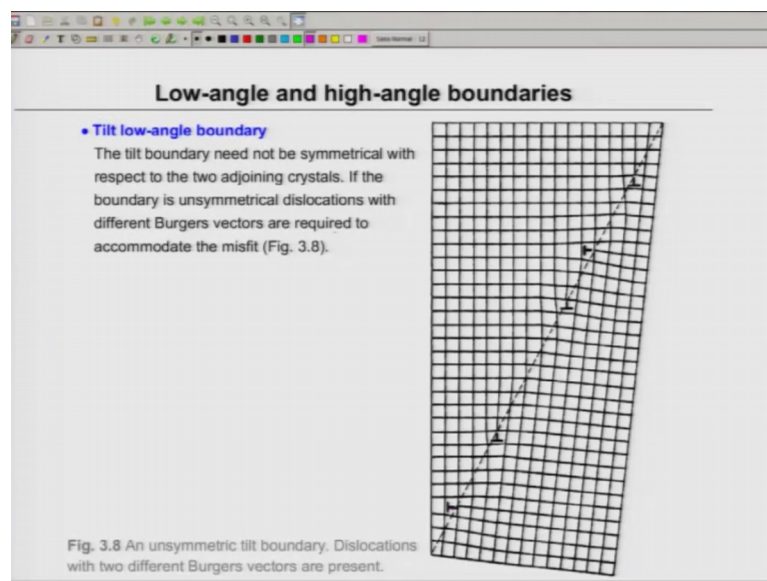 Low-angle and high-angle boundaries
• Tilt low-angle boundary
The tilt boundary need not be symmetrical with
respect to the two adjoining crystals. If the
boundary is unsymmetrical dislocations with
different Burgers vectors are required to
accommodate the misfit (Fig. 3.8).
Fig. 3.8 An unsymmetric tilt boundary. Dislocations
with two different Burgers vectors are present.